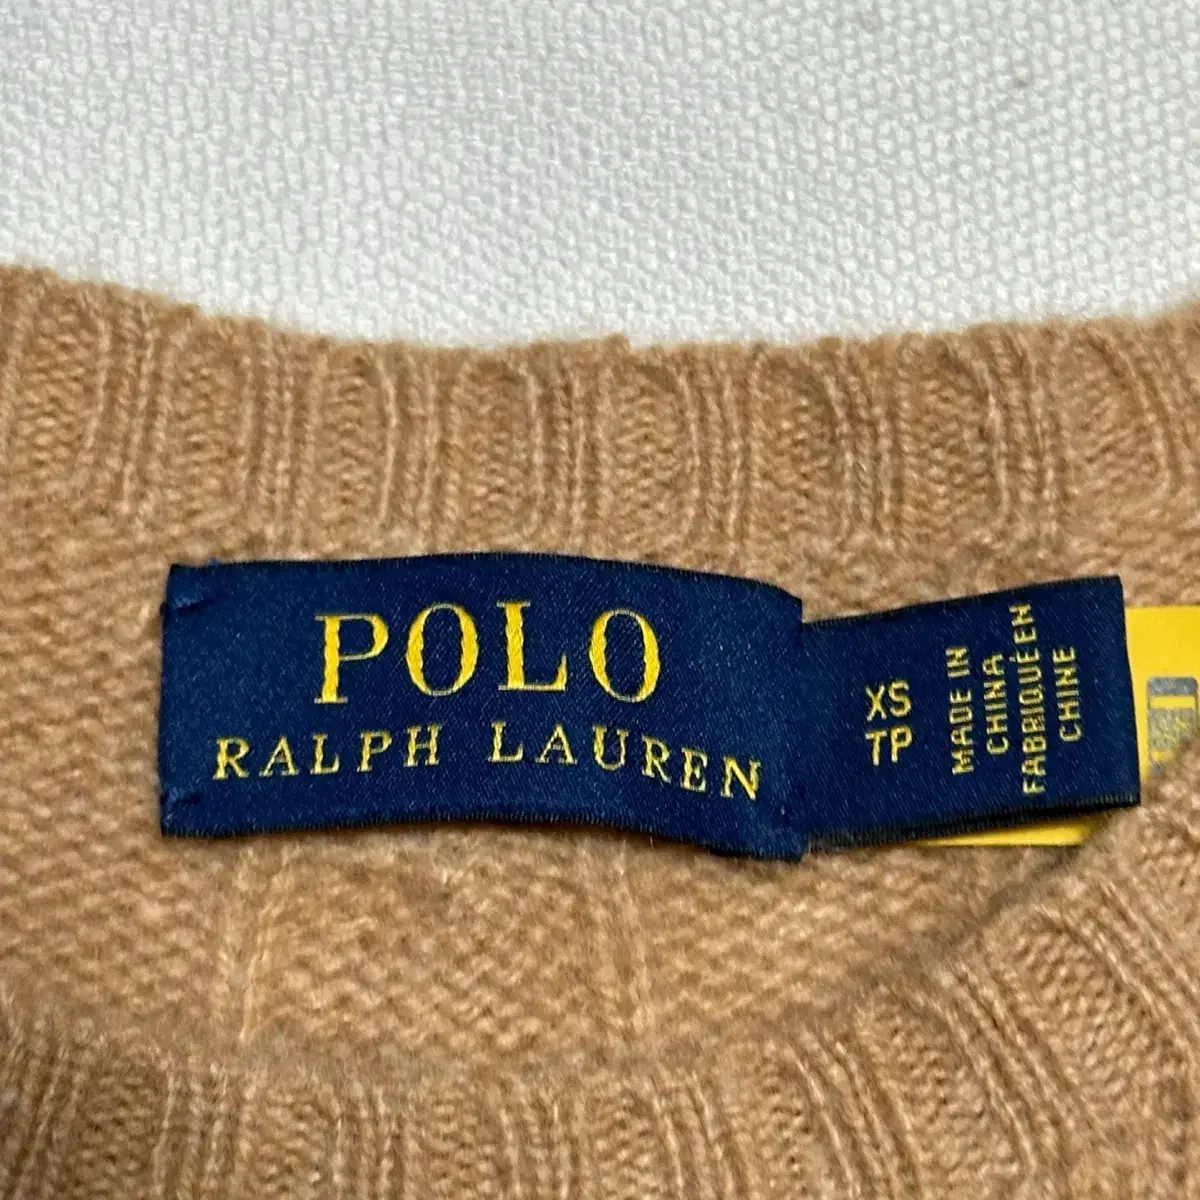 POLO
RALPH LAUREN
XS
TP
MADE IN
CHINA
FABRIQUÉ EN
CHINE